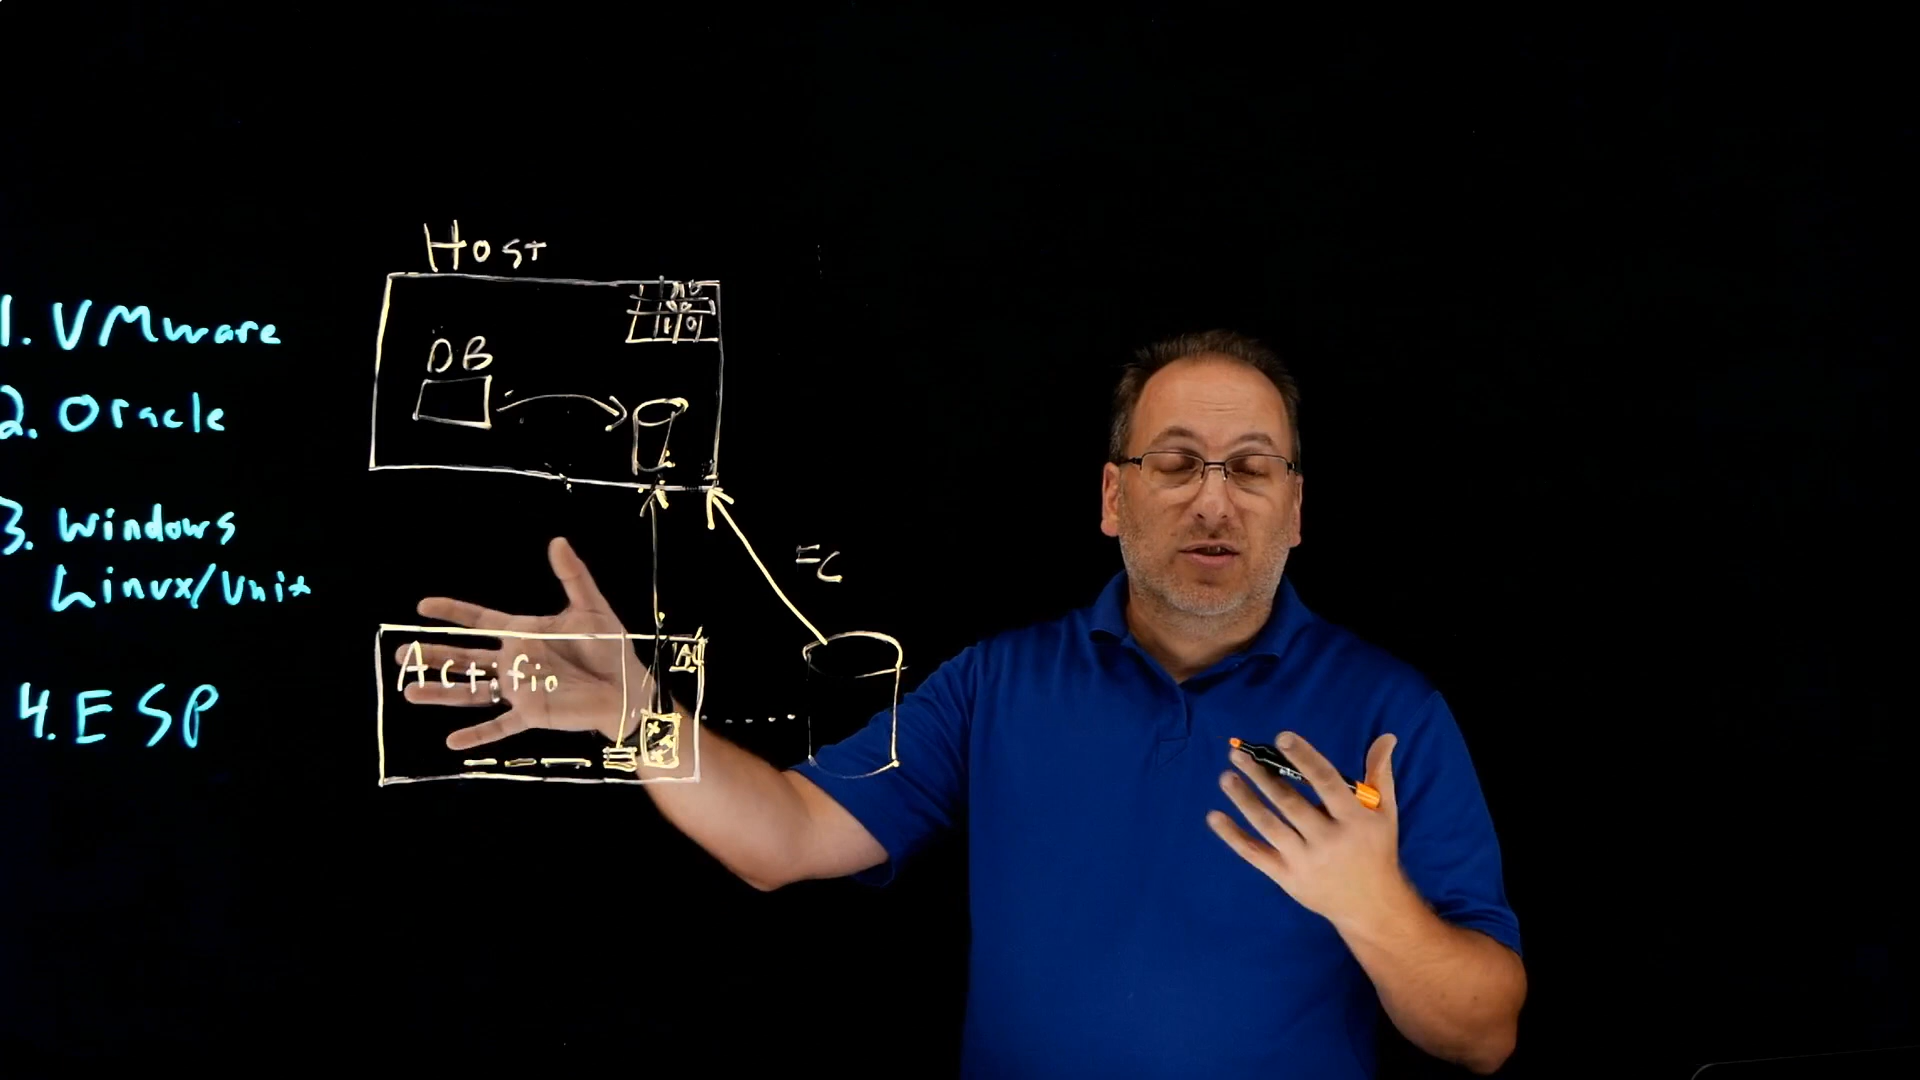 Host
1. VMware
DB
2. Oracle
3. Windows
Linux/Unix
FC
Actifio
4. ESP